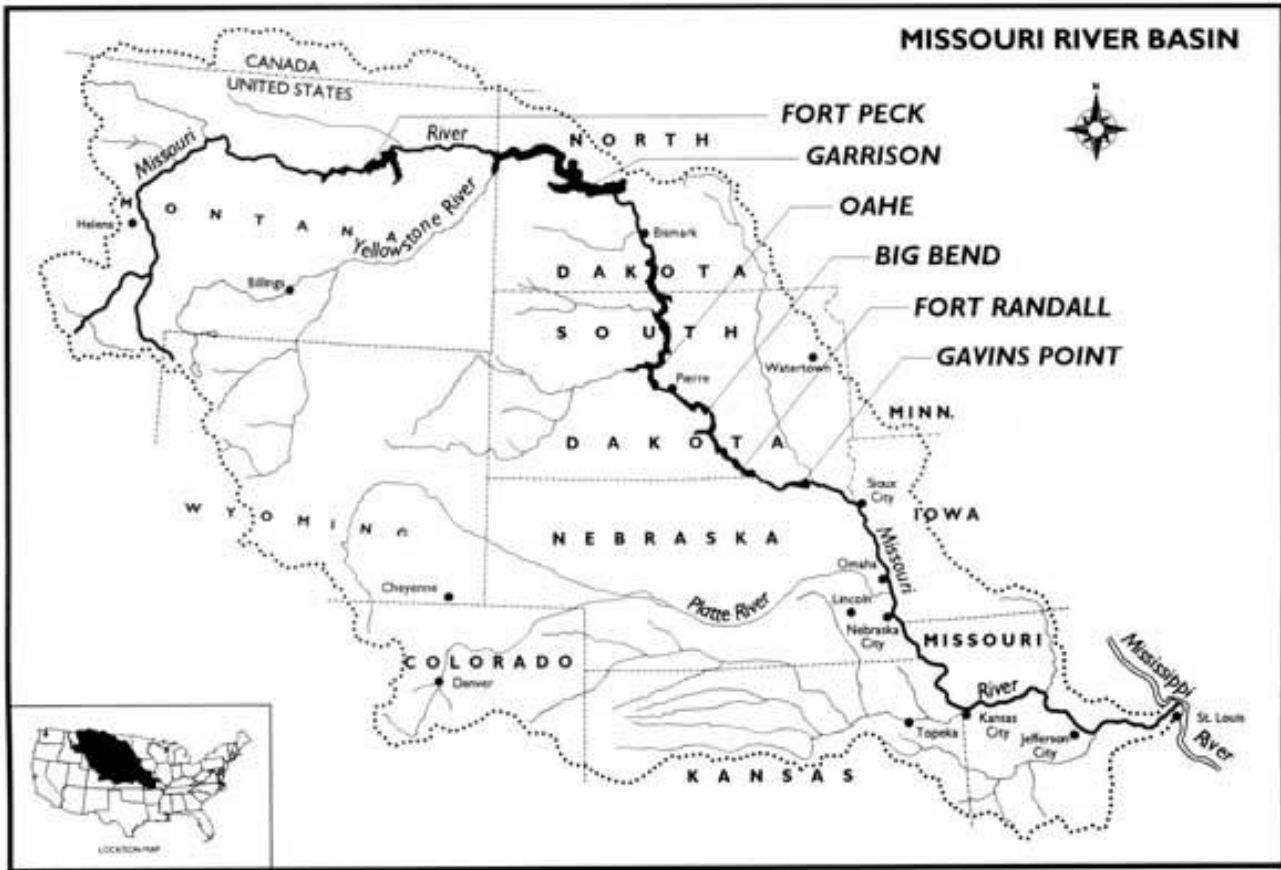 MISSOURI RIVER BASIN
N
CANADA
UNITED STATES
FORT PECK
GARRISON
OAHE
BIG BEND
FORT RANDALL
GAVINS POINT
Missouri
River
NORTH
DAKOTA
MONTANA
Helena
Yellowstone River
Billings
Bismark
SOUTH
DAKOTA
Watertown
Pierre
MINN.
Sioux
City
IOWA
WYOMING
NEBRASKA
Missouri
Omaha
Cheyenne
Platte River
Lincoln
Nebraska
City
MISSOURI
COLORADO
Denver
River
Mississippi
River
St. Louis
Kansas
City
Topeka
Jefferson
City
KANSAS
LOCATION MAP